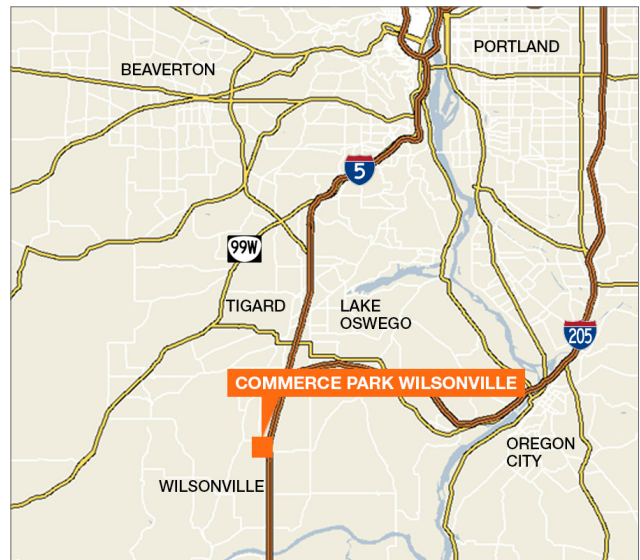 PORTLAND
BEAVERTON
5
99W
TIGARD
LAKE
OSWEGO
205
COMMERCE PARK WILSONVILLE
OREGON
CITY
WILSONVILLE